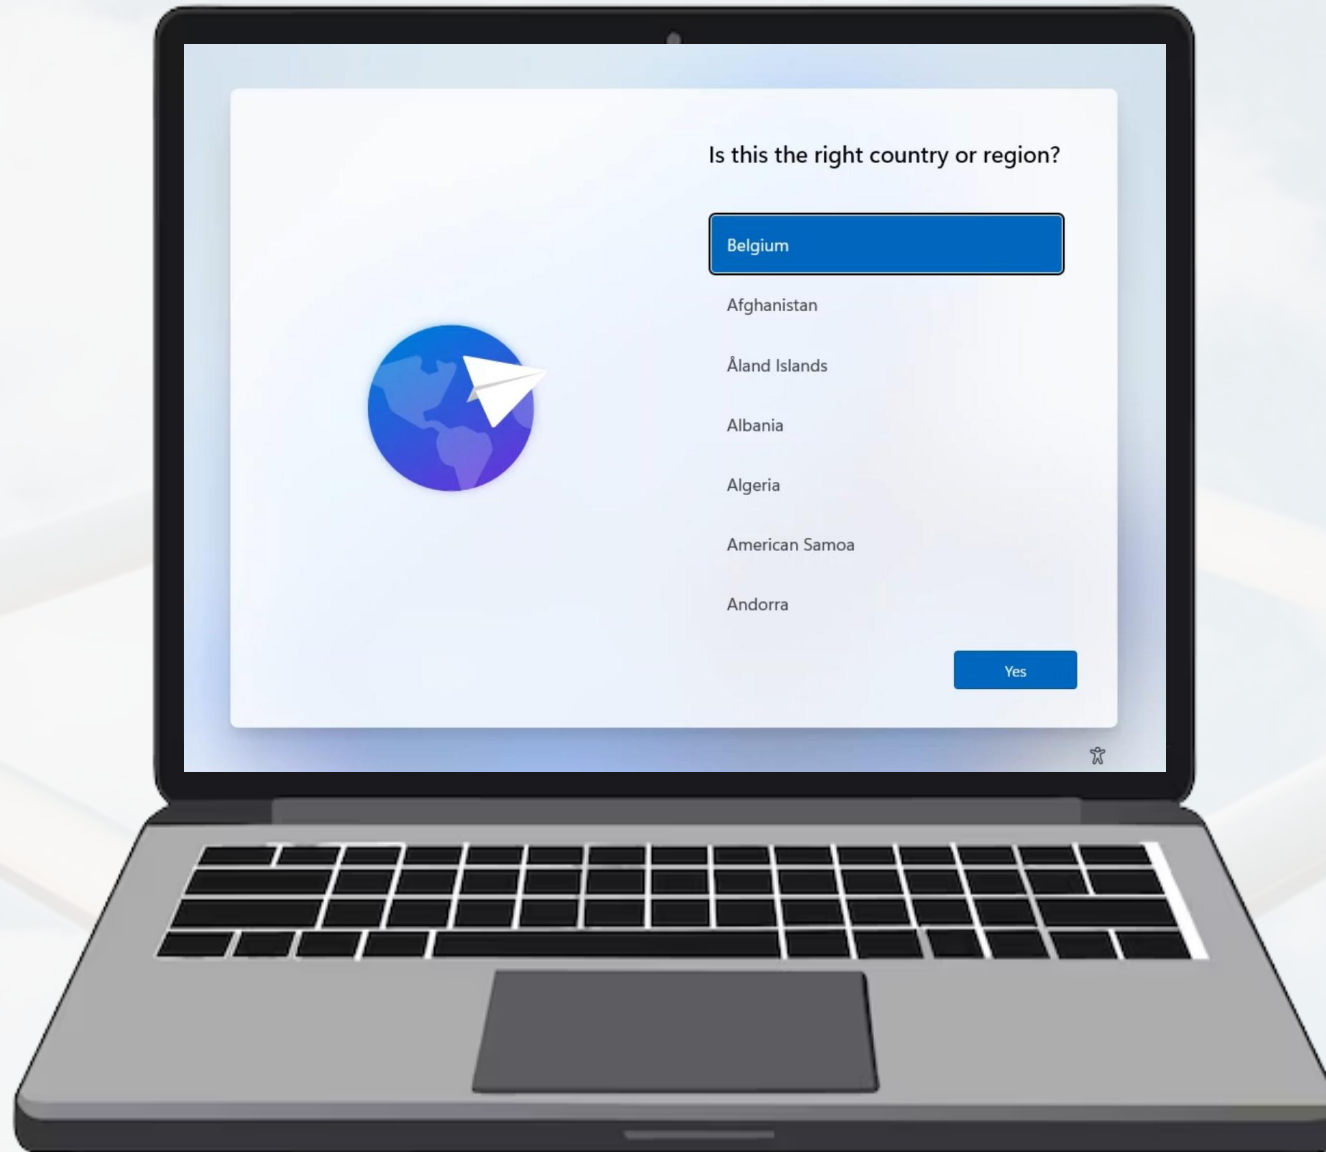 Is this the right country or region?
Belgium
Afghanistan
Åland Islands
Albania
Algeria
American Samoa
Andorra
Yes